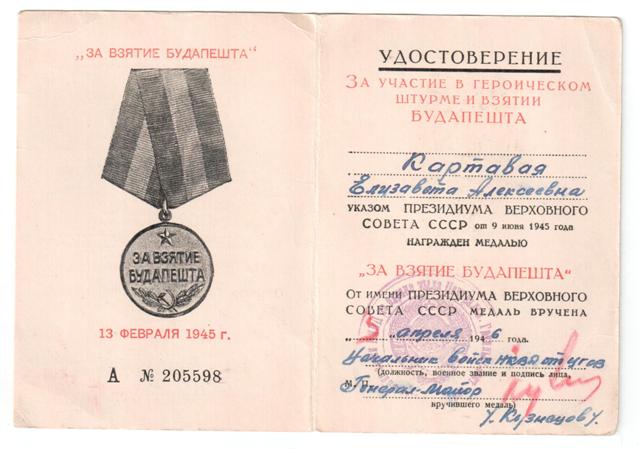 „ЗА ВЗЯТИЕ БУДАПЕШТА“
ЗА ВЗЯТИЕ
БУДАПЕШТА
13 ФЕВРАЛЯ 1945 г.
А № 205598
УДОСТОВЕРЕНИЕ
ЗА УЧАСТИЕ В ГЕРОИЧЕСКОМ
ШТУРМЕ И ВЗЯТИИ
БУДАПЕШТА
Картавая
Елизавета Алексеевна
УКАЗОМ ПРЕЗИДИУМА ВЕРХОВНОГО
СОВЕТА СССР от 9 июня 1945 года
НАГРАЖДЕН МЕДАЛЬЮ
„ЗА ВЗЯТИЕ БУДАПЕШТА“
От имени ПРЕЗИДИУМА ВЕРХОВНОГО
СОВЕТА СССР МЕДАЛЬ ВРУЧЕНА
„5“ апреля 1946 года.
Начальник войск НКВД
(должность, военное звание и подпись лица,
М. П.
Генерал-Майор
вручившего медаль)
/Кузнецов/.